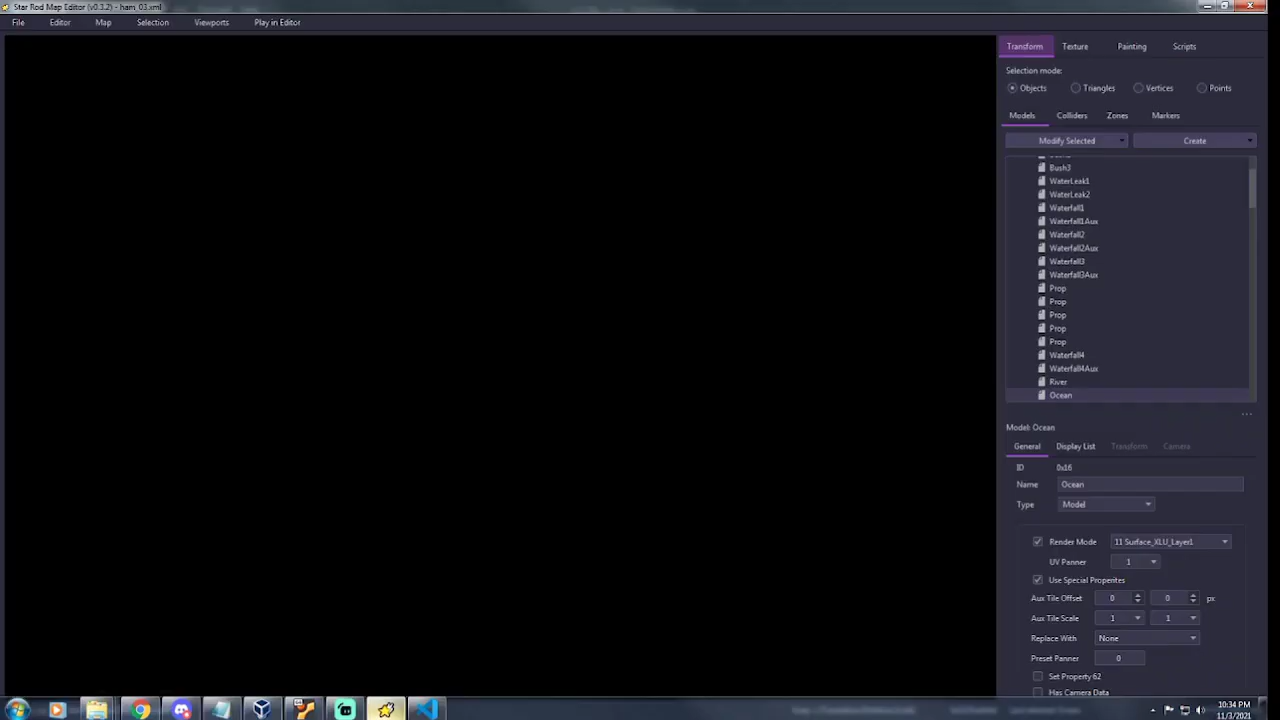 Star Rod Map Editor (v0.3.2) - ham_03.xml
File Editor Map Selection Viewports Play in Editor
Transform Texture Painting Scripts
Selection mode:
Objects Triangles Vertices Points
Models Colliders Zones Markers
Modify Selected Create
Bush3
WaterLeak1
WaterLeak2
Waterfall1
Waterfall1Aux
Waterfall2
Waterfall2Aux
Waterfall3
Waterfall3Aux
Prop
Prop
Prop
Prop
Prop
Waterfall4
Waterfall4Aux
River
Ocean
...
Model: Ocean
General Display List Transform Camera
ID 0x16
Name Ocean
Type Model
Render Mode 11 Surface_XLU_Layer1
UV Panner 1
Use Special Properites
Aux Tile Offset 0 0 px
Aux Tile Scale 1 1
Replace With None
Preset Panner 0
Set Property 62
Has Camera Data
10:34 PM
11/3/2021